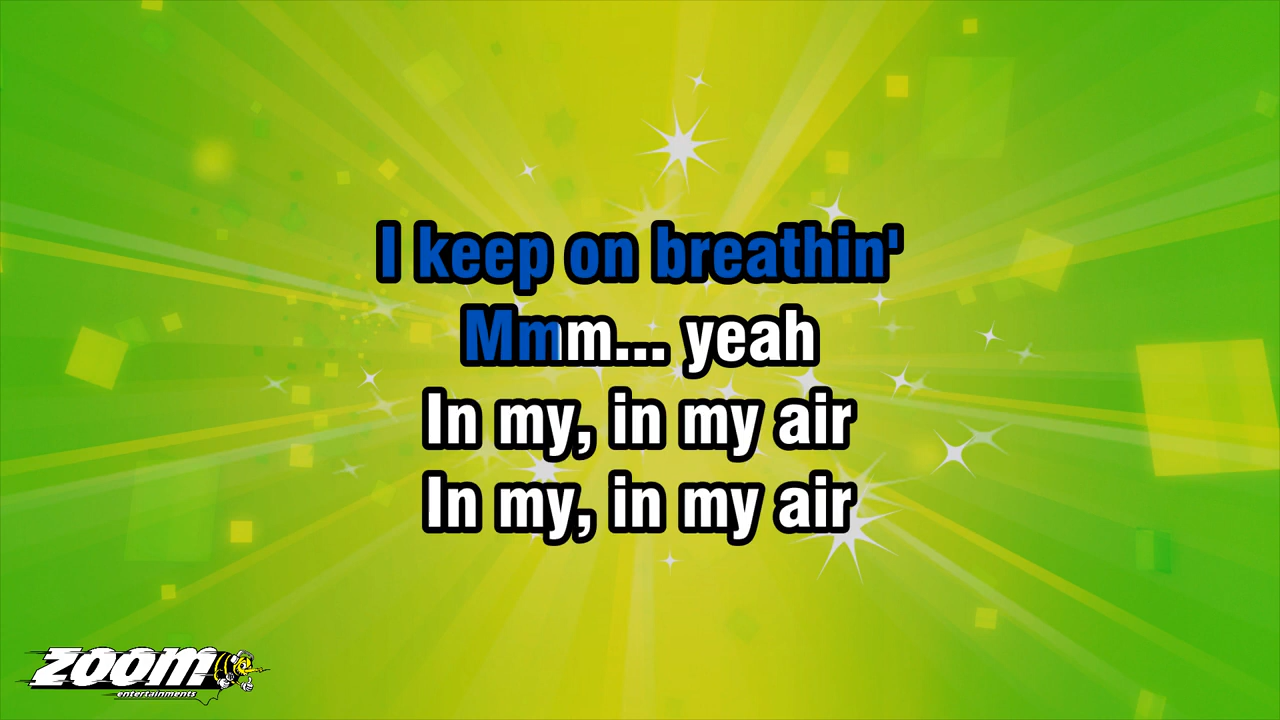 I keep on breathin'
Mmm... yeah
In my, in my air
In my, in my air
zoom
entertainments